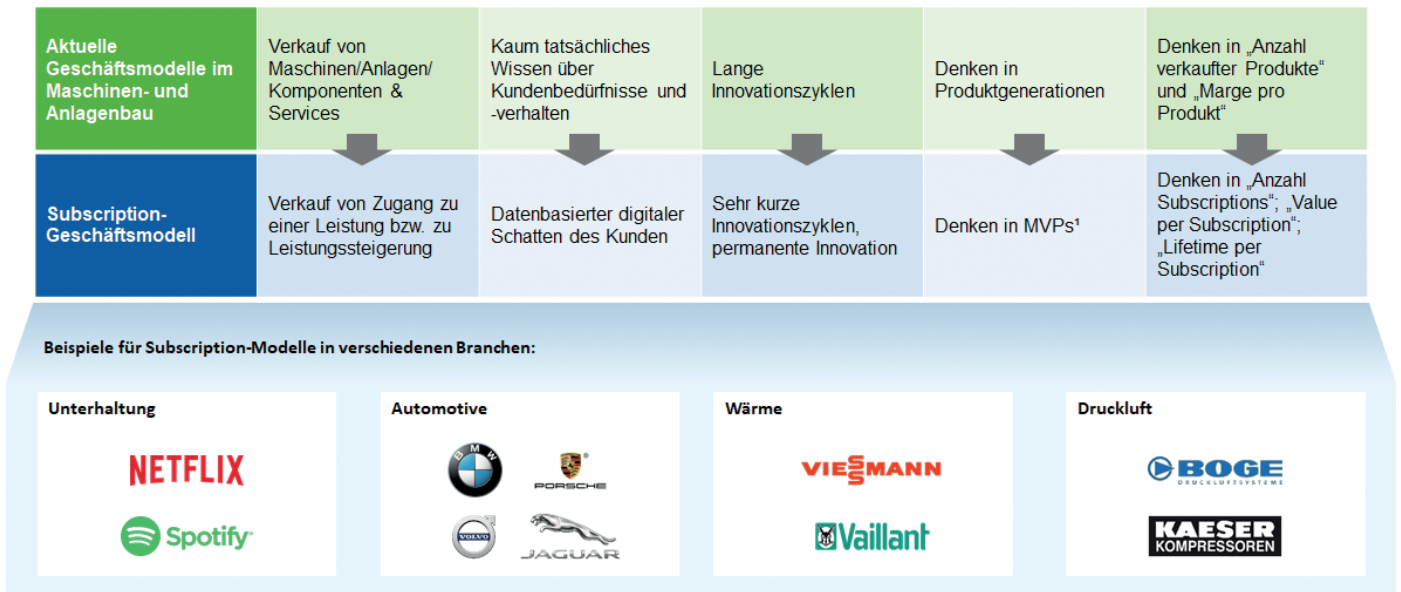 Aktuelle
Geschäftsmodelle im
Maschinen- und
Anlagenbau
Verkauf von
Maschinen/Anlagen/
Komponenten &
Services
Kaum tatsächliches
Wissen über
Kundenbedürfnisse und
-verhalten
Lange
Innovationszyklen
Denken in
Produktgenerationen
Denken in „Anzahl
verkaufter Produkte“
und „Marge pro
Produkt“
Subscription-
Geschäftsmodell
Verkauf von Zugang zu
einer Leistung bzw. zu
Leistungssteigerung
Datenbasierter digitaler
Schatten des Kunden
Sehr kurze
Innovationszyklen,
permanente Innovation
Denken in MVPs¹
Denken in „Anzahl
Subscriptions“; „Value
per Subscription“;
„Lifetime per
Subscription“
Beispiele für Subscription-Modelle in verschiedenen Branchen:
Unterhaltung
NETFLIX
Spotify
Automotive
BMW
PORSCHE
VOLVO
JAGUAR
Wärme
VIESSMANN
Vaillant
Druckluft
BOGE
DRUCKLUFTSYSTEME
KAESER
KOMPRESSOREN